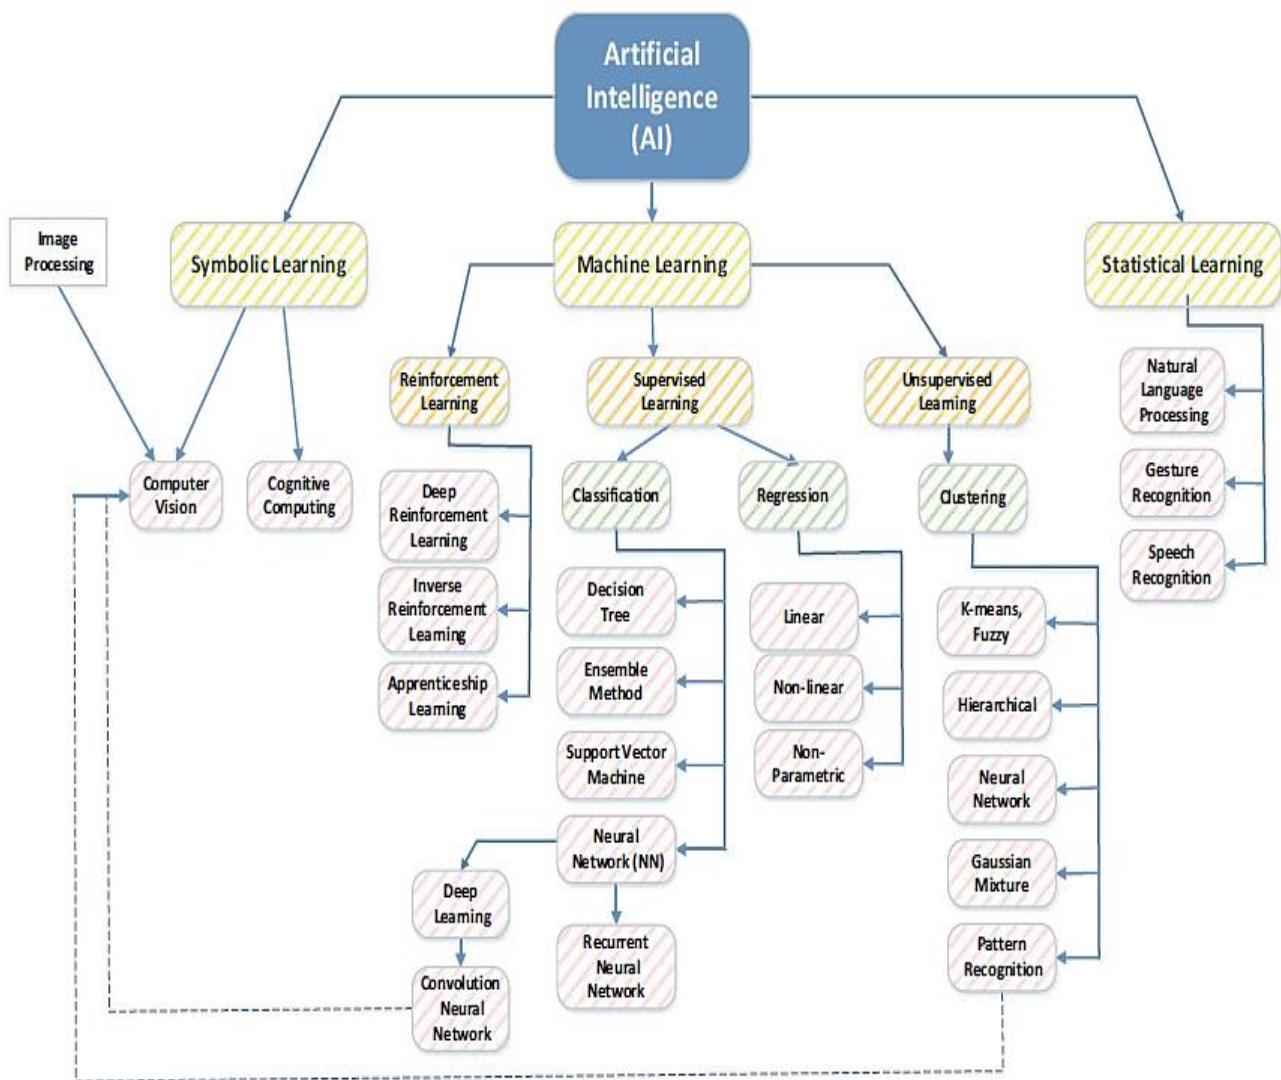 Artificial
Intelligence
(AI)
Image
Processing
Symbolic Learning
Machine Learning
Statistical Learning
Reinforcement
Learning
Supervised
Learning
Unsupervised
Learning
Natural
Language
Processing
Computer
Vision
Cognitive
Computing
Deep
Reinforcement
Learning
Classification
Regression
Clustering
Gesture
Recognition
Speech
Recognition
Inverse
Reinforcement
Learning
Decision
Tree
Linear
K-means,
Fuzzy
Apprenticeship
Learning
Ensemble
Method
Non-linear
Hierarchical
Support Vector
Machine
Non-
Parametric
Neural
Network
Neural
Network (NN)
Gaussian
Mixture
Deep
Learning
Recurrent
Neural
Network
Pattern
Recognition
Convolution
Neural
Network